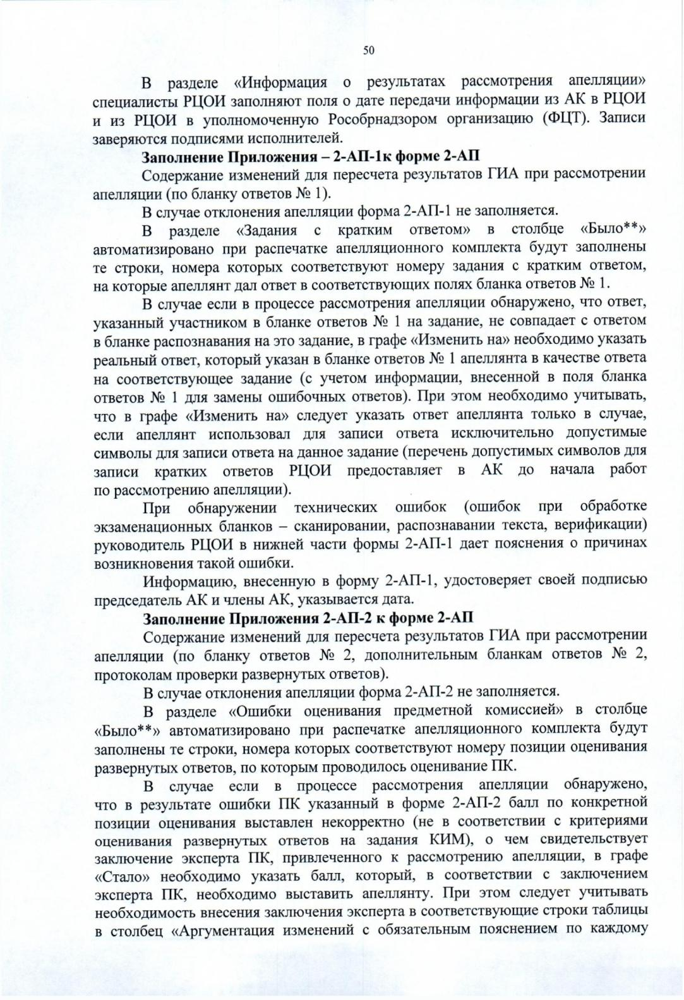 50
В разделе «Информация о результатах рассмотрения апелляции»
специалисты РЦОИ заполняют поля о дате передачи информации из АК в РЦОИ
и из РЦОИ в уполномоченную Рособрнадзором организацию (ФЦТ). Записи
заверяются подписями исполнителей.
Заполнение Приложения – 2-АП-1к форме 2-АП
Содержание изменений для пересчета результатов ГИА при рассмотрении
апелляции (по бланку ответов № 1).
В случае отклонения апелляции форма 2-АП-1 не заполняется.
В разделе «Задания с кратким ответом» в столбце «Было**»
автоматизировано при распечатке апелляционного комплекта будут заполнены
те строки, номера которых соответствуют номеру задания с кратким ответом,
на которые апеллянт дал ответ в соответствующих полях бланка ответов № 1.
В случае если в процессе рассмотрения апелляции обнаружено, что ответ,
указанный участником в бланке ответов № 1 на задание, не совпадает с ответом
в бланке распознавания на это задание, в графе «Изменить на» необходимо указать
реальный ответ, который указан в бланке ответов № 1 апеллянта в качестве ответа
на соответствующее задание (с учетом информации, внесенной в поля бланка
ответов № 1 для замены ошибочных ответов). При этом необходимо учитывать,
что в графе «Изменить на» следует указать ответ апеллянта только в случае,
если апеллянт использовал для записи ответа исключительно допустимые
символы для записи ответа на данное задание (перечень допустимых символов для
записи кратких ответов РЦОИ предоставляет в АК до начала работ
по рассмотрению апелляции).
При обнаружении технических ошибок (ошибок при обработке
экзаменационных бланков – сканировании, распознавании текста, верификации)
руководитель РЦОИ в нижней части формы 2-АП-1 дает пояснения о причинах
возникновения такой ошибки.
Информацию, внесенную в форму 2-АП-1, удостоверяет своей подписью
председатель АК и члены АК, указывается дата.
Заполнение Приложения 2-АП-2 к форме 2-АП
Содержание изменений для пересчета результатов ГИА при рассмотрении
апелляции (по бланку ответов № 2, дополнительным бланкам ответов № 2,
протоколам проверки развернутых ответов).
В случае отклонения апелляции форма 2-АП-2 не заполняется.
В разделе «Ошибки оценивания предметной комиссией» в столбце
«Было**» автоматизировано при распечатке апелляционного комплекта будут
заполнены те строки, номера которых соответствуют номеру позиции оценивания
развернутых ответов, по которым проводилось оценивание ПК.
В случае если в процессе рассмотрения апелляции обнаружено,
что в результате ошибки ПК указанный в форме 2-АП-2 балл по конкретной
позиции оценивания выставлен некорректно (не в соответствии с критериями
оценивания развернутых ответов на задания КИМ), о чем свидетельствует
заключение эксперта ПК, привлеченного к рассмотрению апелляции, в графе
«Стало» необходимо указать балл, который, в соответствии с заключением
эксперта ПК, необходимо выставить апеллянту. При этом следует учитывать
необходимость внесения заключения эксперта в соответствующие строки таблицы
в столбец «Аргументация изменений с обязательным пояснением по каждому